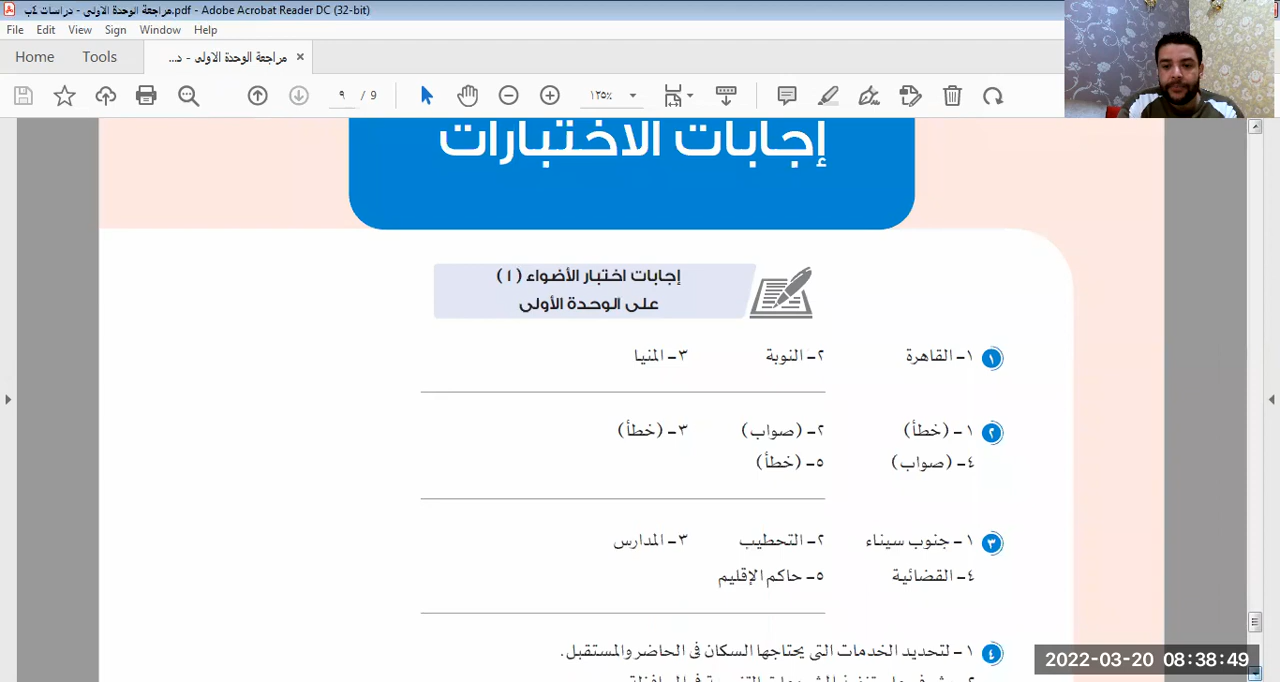 مراجعة الوحدة الاولى - دراسات ٤ب.pdf - Adobe Acrobat Reader DC (32-bit)
File Edit View Sign Window Help
Home Tools مراجعة الوحدة الاولى - د... ×
٩ / 9 ١٢٥%
إجابات الاختبارات
إجابات اختبار الأضواء (١)
على الوحدة الأولى
١ ١- القاهرة ٢- النوبة ٣- المنيا
٢ ١- (خطأ) ٢- (صواب) ٣- (خطأ)
٤- (صواب) ٥- (خطأ)
٣ ١- جنوب سيناء ٢- التحطيب ٣- المدارس
٤- القضائية ٥- حاكم الإقليم
٤ ١- لتحديد الخدمات التى يحتاجها السكان فى الحاضر والمستقبل.
2022-03-20 08:38:49